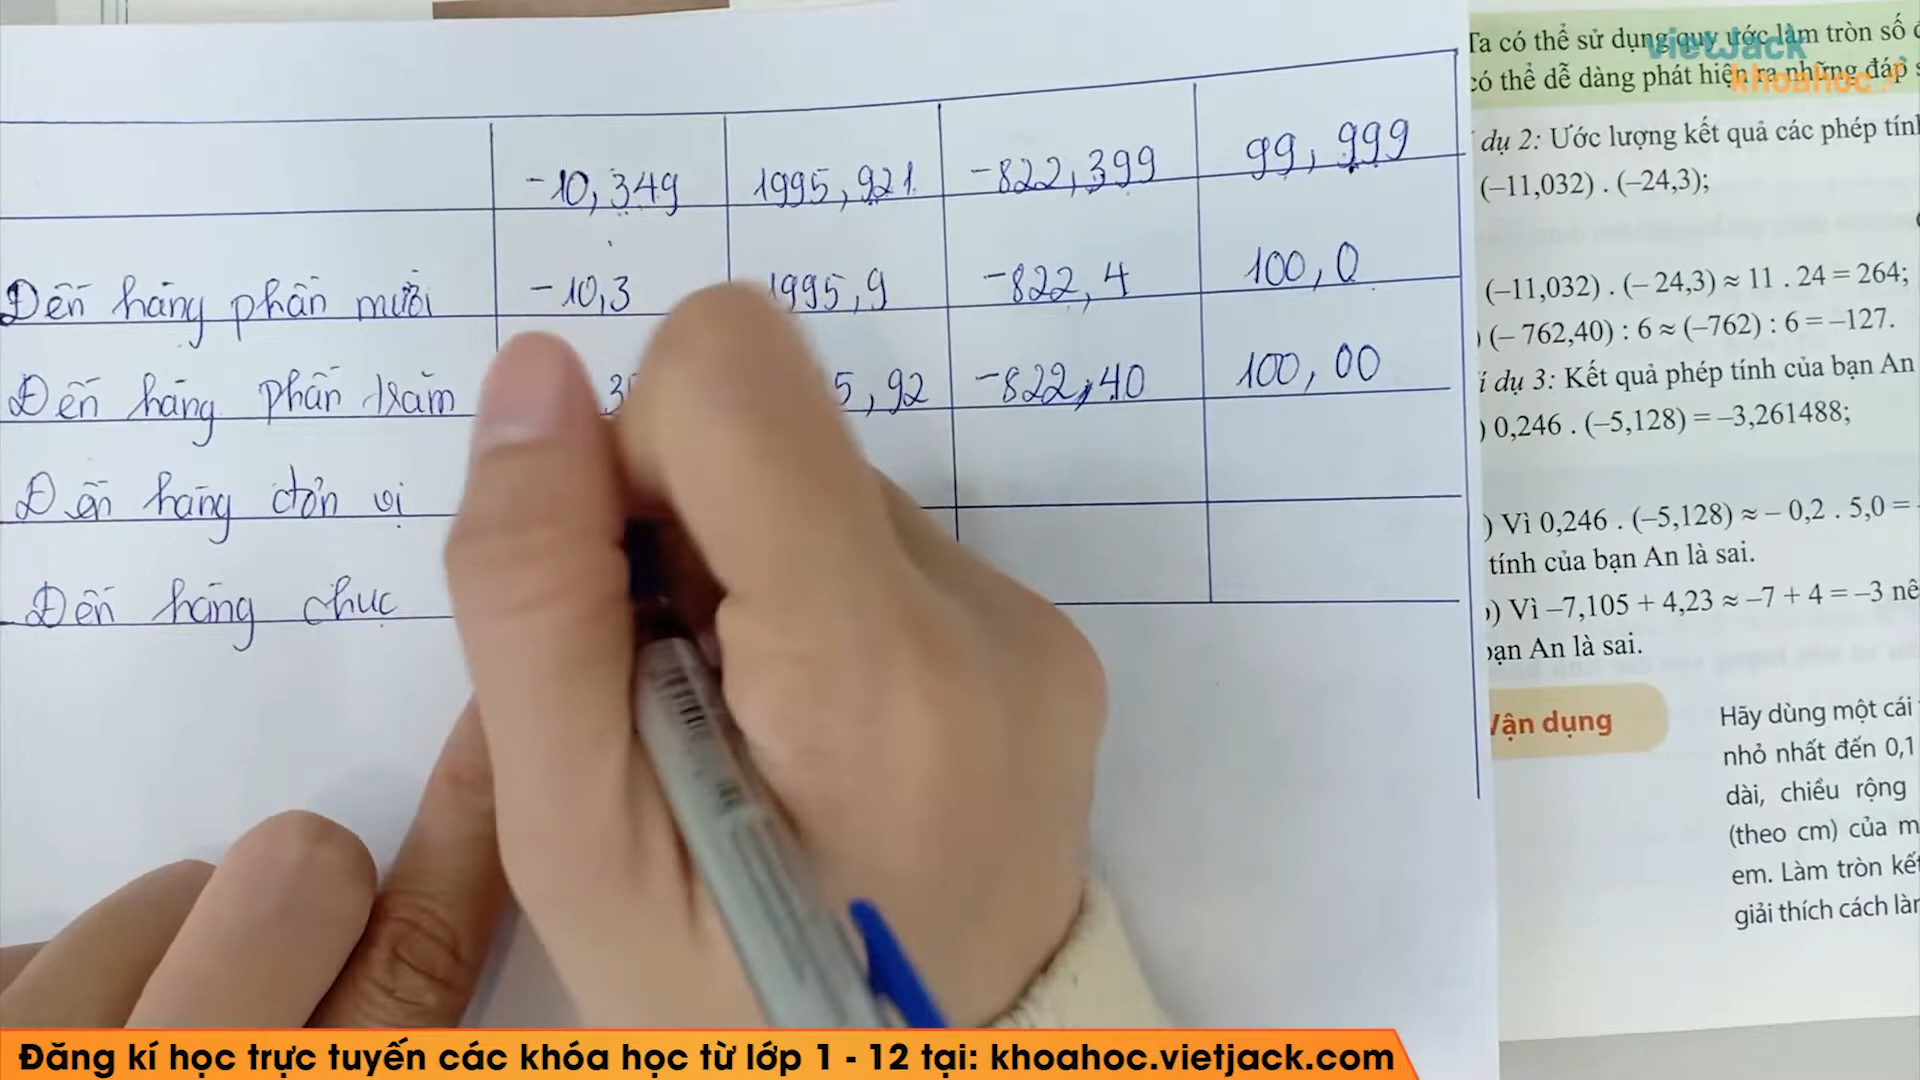 -10,349 1995,921 -822,399 99,999
Đến hàng phần mười -10,3 1995,9 -822,4 100,0
Đến hàng phần trăm 5,92 -822,40 100,00
Đến hàng đơn vị
Đến hàng chục
Ta có thể sử dụng quy ước làm tròn số
có thể dễ dàng phát hiện ra những đáp
vietJack
khoahoc
dụ 2: Ước lượng kết quả các phép tính
(–11,032) . (–24,3);
(–11,032) . (– 24,3) ≈ 11 . 24 = 264;
) (– 762,40) : 6 ≈ (–762) : 6 = –127.
í dụ 3: Kết quả phép tính của bạn An
) 0,246 . (–5,128) = –3,261488;
) Vì 0,246 . (–5,128) ≈ – 0,2 . 5,0 =
tính của bạn An là sai.
) Vì –7,105 + 4,23 ≈ –7 + 4 = –3 nê
bạn An là sai.
Vận dụng
Hãy dùng một cái
nhỏ nhất đến 0,1
dài, chiều rộng
(theo cm) của m
em. Làm tròn kết
giải thích cách làm
Đăng kí học trực tuyến các khóa học từ lớp 1 - 12 tại: khoahoc.vietjack.com